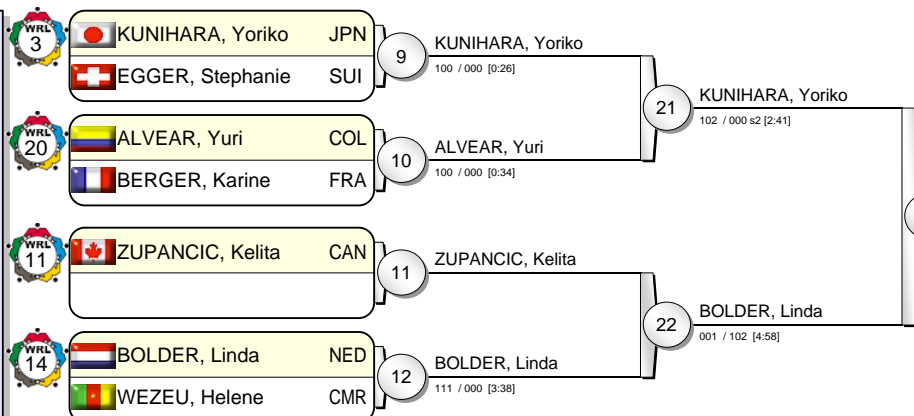 WRL
3
KUNIHARA, Yoriko JPN
EGGER, Stephanie SUI
9
KUNIHARA, Yoriko
100 / 000 [0:26]
21
KUNIHARA, Yoriko
102 / 000 s2 [2:41]
WRL
20
ALVEAR, Yuri COL
BERGER, Karine FRA
10
ALVEAR, Yuri
100 / 000 [0:34]
WRL
11
ZUPANCIC, Kelita CAN
11
ZUPANCIC, Kelita
22
BOLDER, Linda
001 / 102 [4:58]
WRL
14
BOLDER, Linda NED
WEZEU, Helene CMR
12
BOLDER, Linda
111 / 000 [3:38]